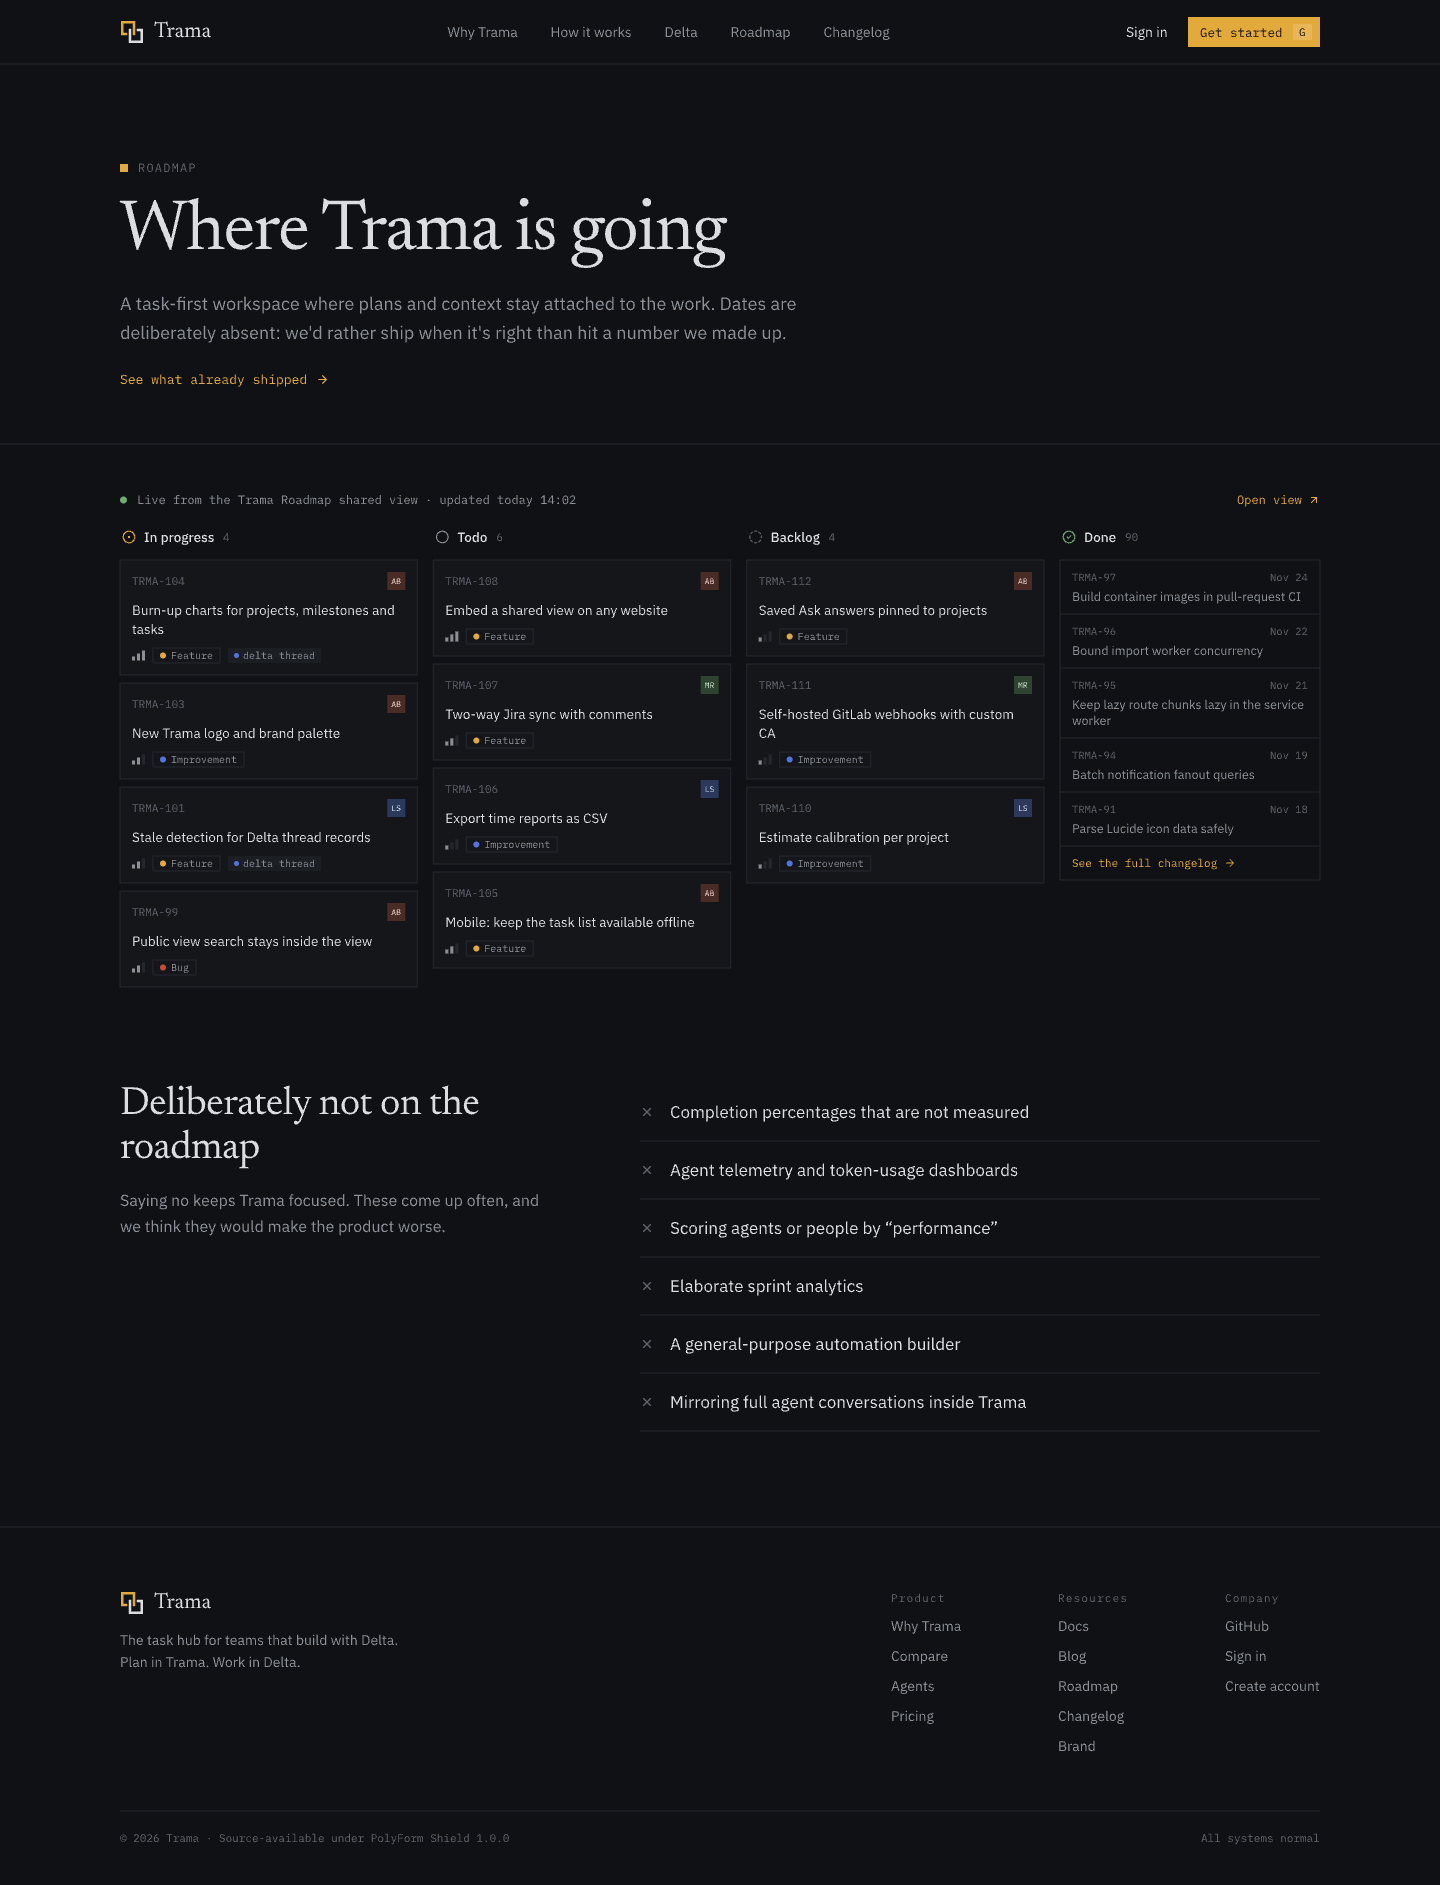 Trama
Why Trama
How it works
Delta
Roadmap
Changelog
Sign in
Get started G
ROADMAP
Where Trama is going
A task-first workspace where plans and context stay attached to the work. Dates are
deliberately absent: we'd rather ship when it's right than hit a number we made up.
See what already shipped →
Live from the Trama Roadmap shared view · updated today 14:02
Open view ↗
In progress 4
TRMA-104 AB
Burn-up charts for projects, milestones and
tasks
Feature delta thread
TRMA-103 AB
New Trama logo and brand palette
Improvement
TRMA-101 LS
Stale detection for Delta thread records
Feature delta thread
TRMA-99 AB
Public view search stays inside the view
Bug
Todo 6
TRMA-108 AB
Embed a shared view on any website
Feature
TRMA-107 MR
Two-way Jira sync with comments
Feature
TRMA-106 LS
Export time reports as CSV
Improvement
TRMA-105 AB
Mobile: keep the task list available offline
Feature
Backlog 4
TRMA-112 AB
Saved Ask answers pinned to projects
Feature
TRMA-111 MR
Self-hosted GitLab webhooks with custom
CA
Improvement
TRMA-110 LS
Estimate calibration per project
Improvement
Done 90
TRMA-97 Nov 24
Build container images in pull-request CI
TRMA-96 Nov 22
Bound import worker concurrency
TRMA-95 Nov 21
Keep lazy route chunks lazy in the service
worker
TRMA-94 Nov 19
Batch notification fanout queries
TRMA-91 Nov 18
Parse Lucide icon data safely
See the full changelog →
Deliberately not on the
roadmap
Saying no keeps Trama focused. These come up often, and
we think they would make the product worse.
× Completion percentages that are not measured
× Agent telemetry and token-usage dashboards
× Scoring agents or people by “performance”
× Elaborate sprint analytics
× A general-purpose automation builder
× Mirroring full agent conversations inside Trama
Trama
The task hub for teams that build with Delta.
Plan in Trama. Work in Delta.
Product
Why Trama
Compare
Agents
Pricing
Resources
Docs
Blog
Roadmap
Changelog
Brand
Company
GitHub
Sign in
Create account
© 2026 Trama · Source-available under PolyForm Shield 1.0.0
All systems normal